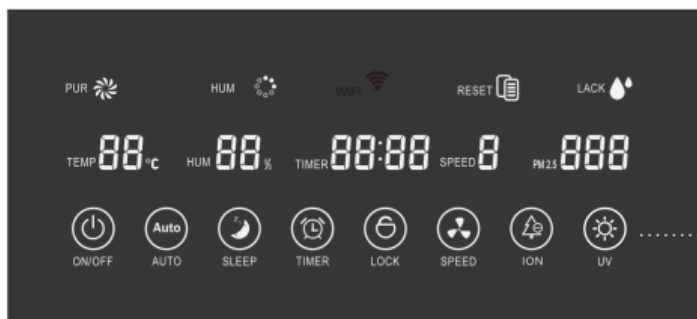 PUR HUM WIFI RESET LACK
TEMP 88 °C HUM 88 % TIMER 88:88 SPEED 8 PM2.5 888
Auto
ON/OFF AUTO SLEEP TIMER LOCK SPEED ION UV